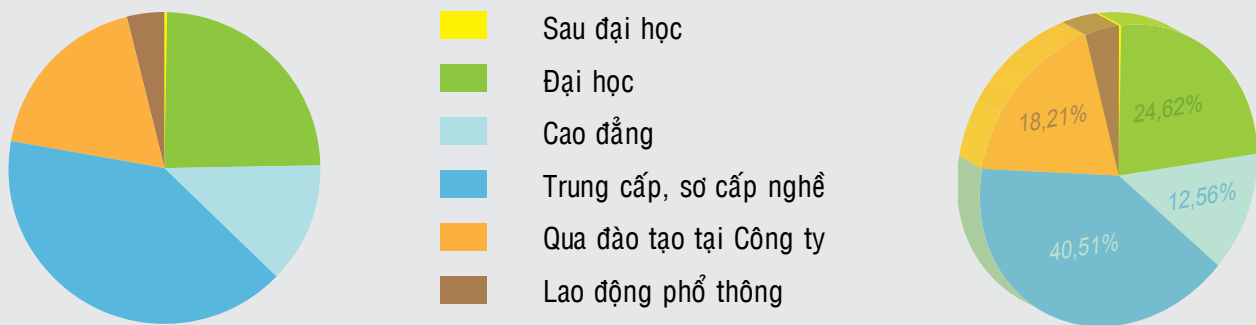 Sau đại học
Đại học
Cao đẳng
Trung cấp, sơ cấp nghề
Qua đào tạo tại Công ty
Lao động phổ thông
18,21%
24,62%
12,56%
40,51%